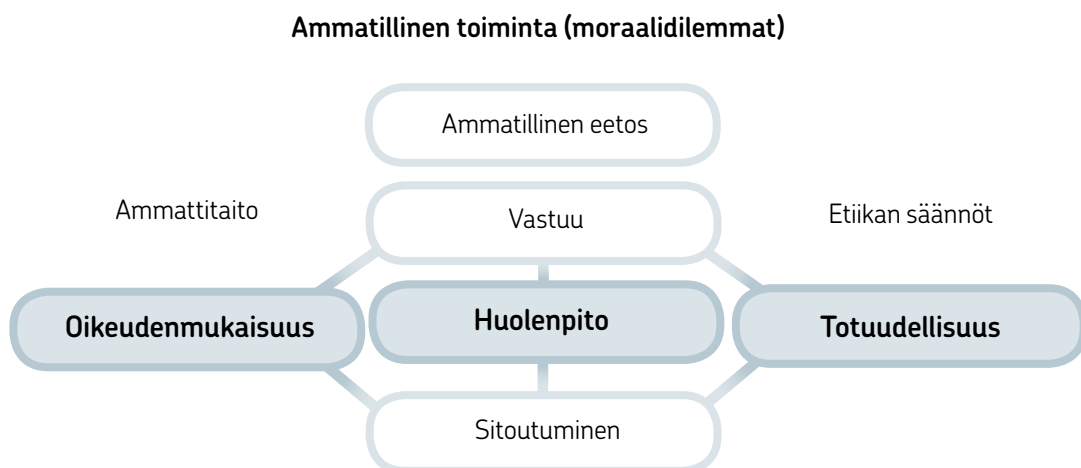 Ammatillinen toiminta (moraalidilemmat)
Ammatillinen eetos
Ammattitaito
Vastuu
Etiikan säännöt
Oikeudenmukaisuus
Huolenpito
Totuudellisuus
Sitoutuminen